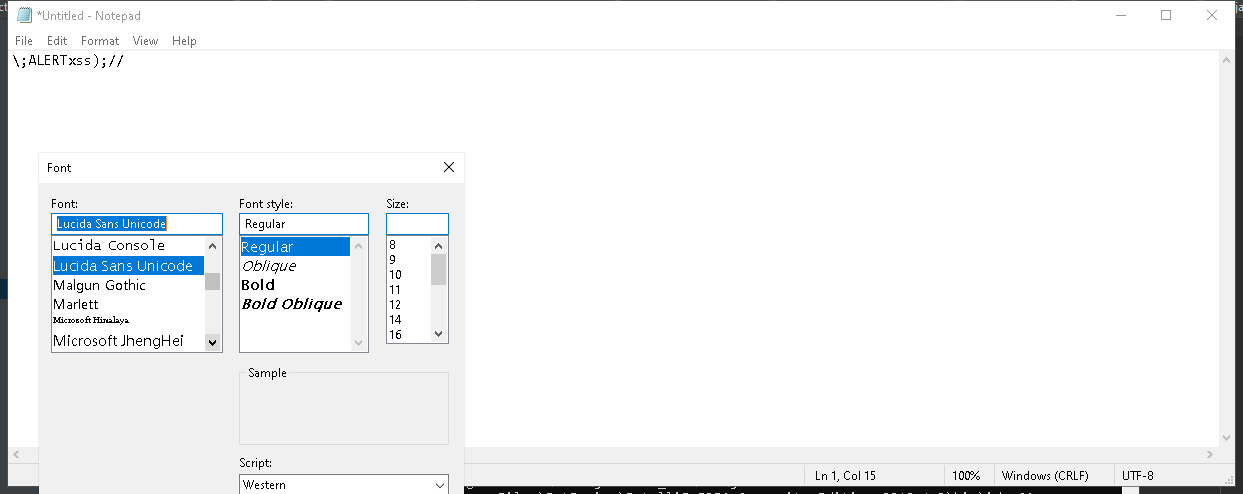 *Untitled - Notepad
File Edit Format View Help
\;ALERTxss);//
Font
Font: Font style: Size:
Lucida Sans Unicode Regular
Lucida Console
Lucida Sans Unicode
Malgun Gothic
Marlett
Microsoft Himalaya
Microsoft JhengHei
Regular
Oblique
Bold
Bold Oblique
8
9
10
11
12
14
16
Sample
Script:
Western
Ln 1, Col 15 100% Windows (CRLF) UTF-8